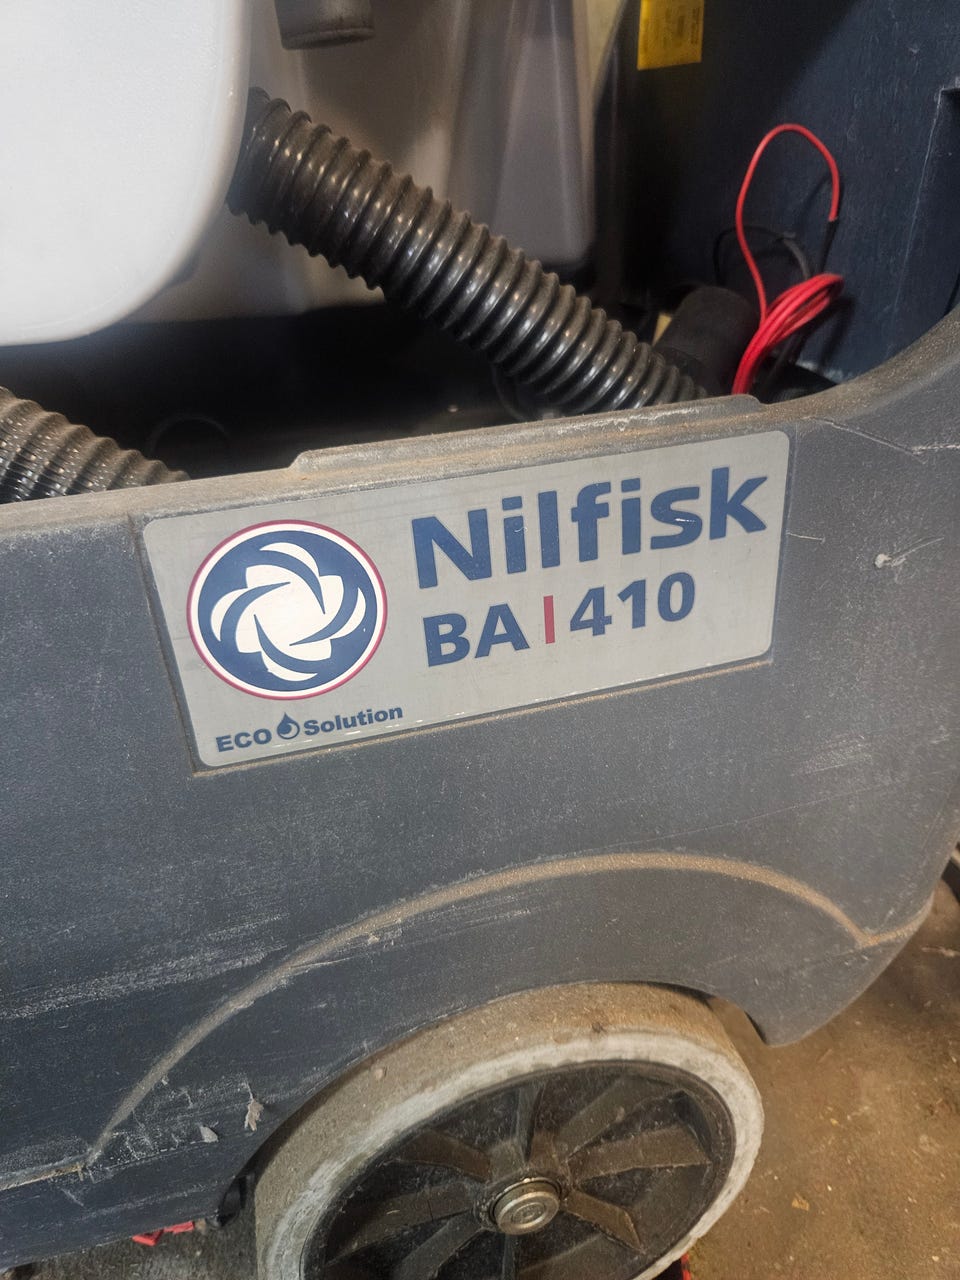 Nilfisk
BA|410
ECO Solution